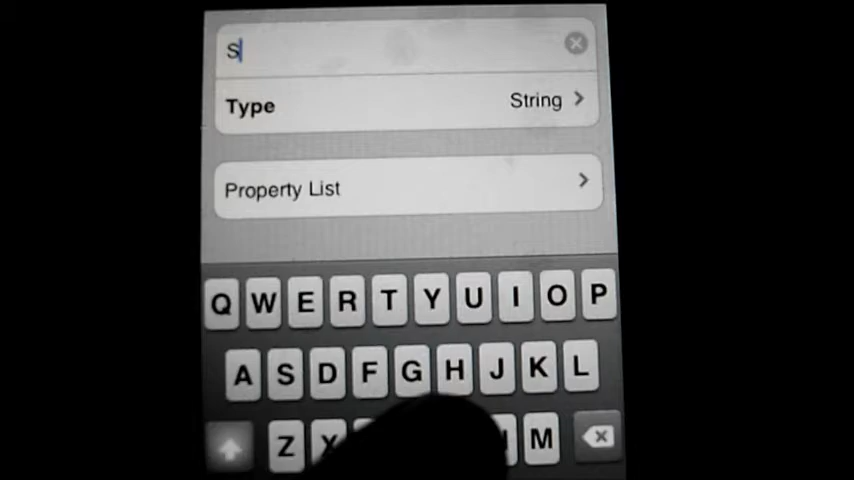 S
Type String
Property List
Q W E R T Y U I O P
A S D F G H J K L
Z X M